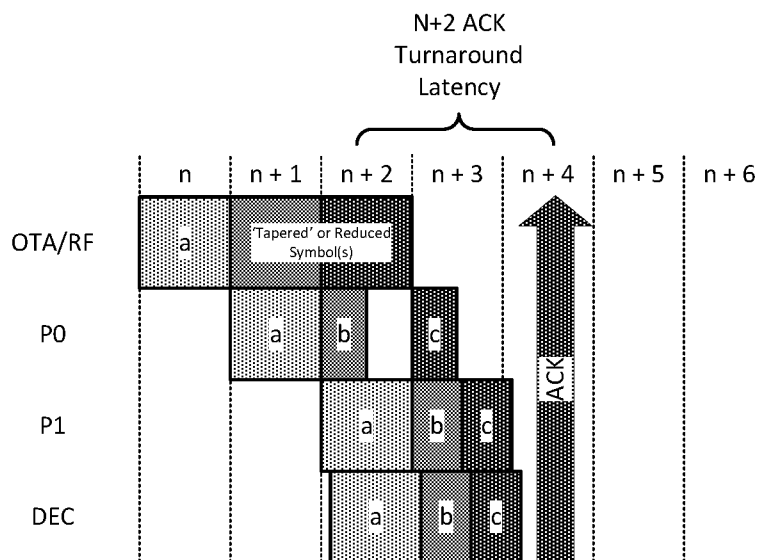 N+2 ACK
Turnaround
Latency
n n + 1 n + 2 n + 3 n + 4 n + 5 n + 6
OTA/RF a 'Tapered' or Reduced
Symbol(s)
P0 a b c
P1 a b c
ACK
DEC a b c